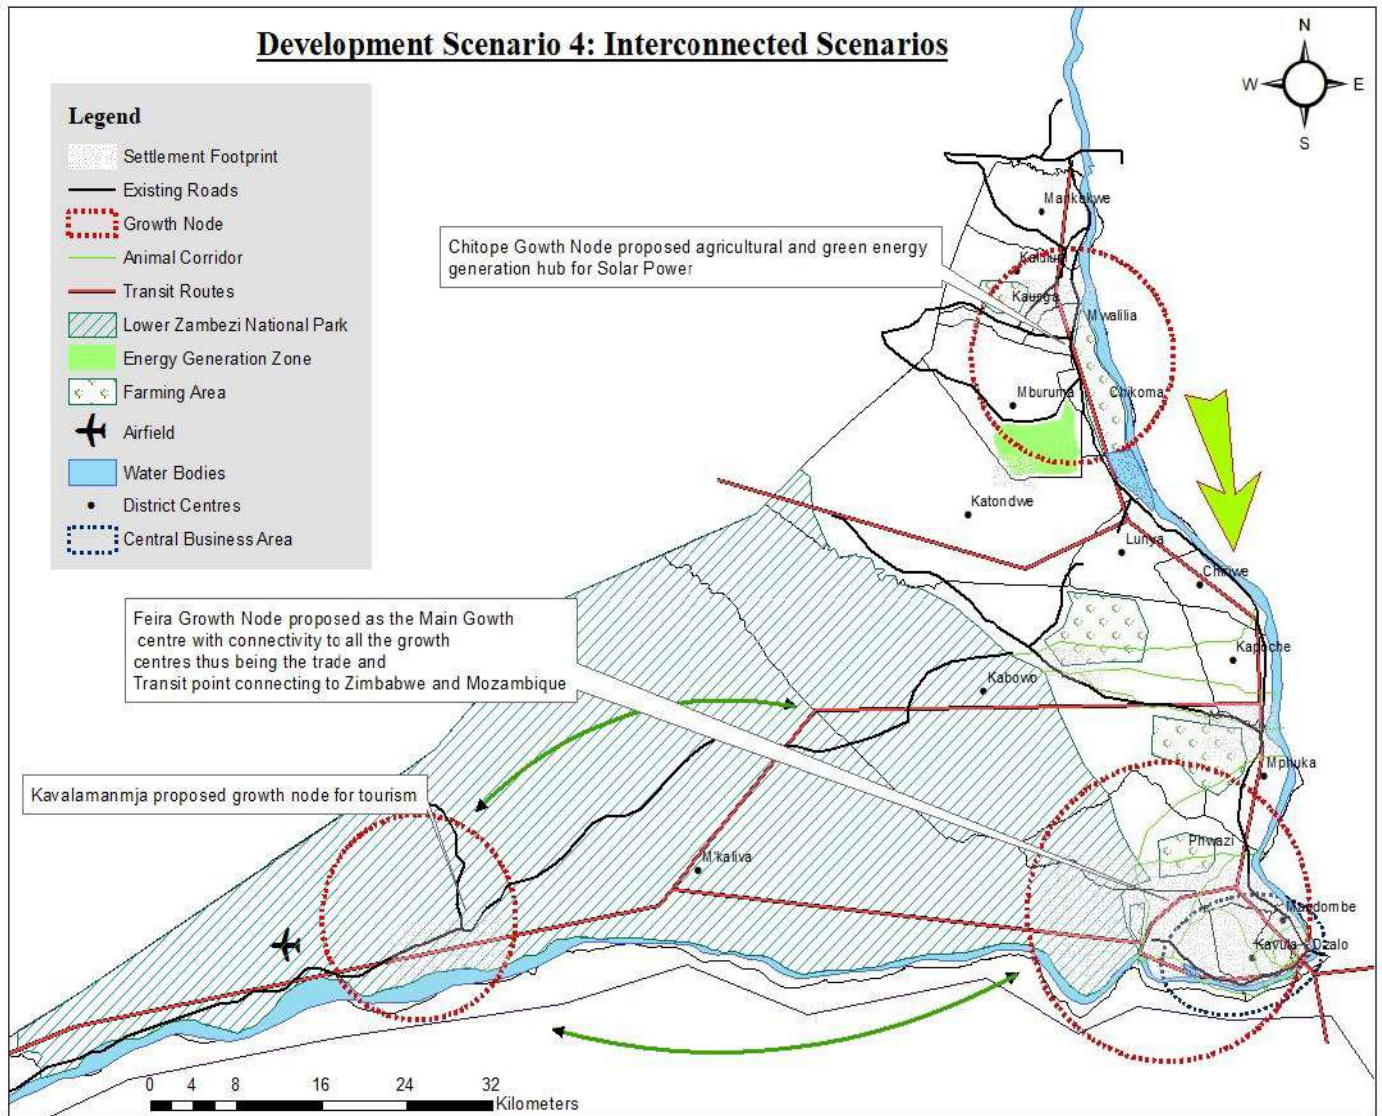 Development Scenario 4: Interconnected Scenarios
N
W
E
S
Legend
Settlement Footprint
Existing Roads
Growth Node
Animal Corridor
Transit Routes
Lower Zambezi National Park
Energy Generation Zone
Farming Area
Airfield
Water Bodies
District Centres
Central Business Area
Chitope Gowth Node proposed agricultural and green energy
generation hub for Solar Power
Mwalilia
Mburuma
Chikoma
Katondwe
Lunya
Chiriwe
Feira Growth Node proposed as the Main Gowth
centre with connectivity to all the growth
centres thus being the trade and
Transit point connecting to Zimbabwe and Mozambique
Kapoche
Kabowo
Mphuka
Kavalamanmja proposed growth node for tourism
Phwazi
M'kaliva
Mandombe
Kavula
Dzalo
0 4 8 16 24 32
Kilometers